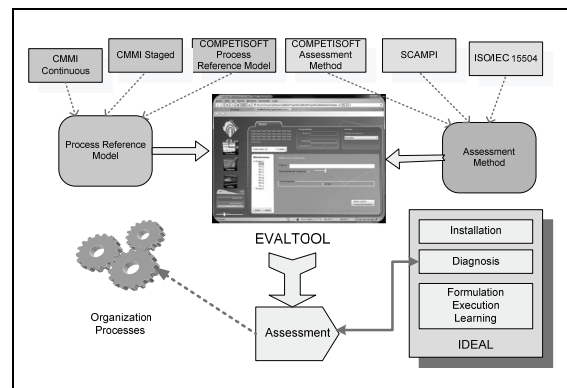 CMMI
Continuous
CMMI Staged
COMPETISOFT
Process
Reference Model
COMPETISOFT
Assessment
Method
SCAMPI
ISO/IEC 15504
Process Reference
Model
Assessment
Method
EVALTOOL
Organization
Processes
Assessment
Installation
Diagnosis
Formulation
Execution
Learning
IDEAL